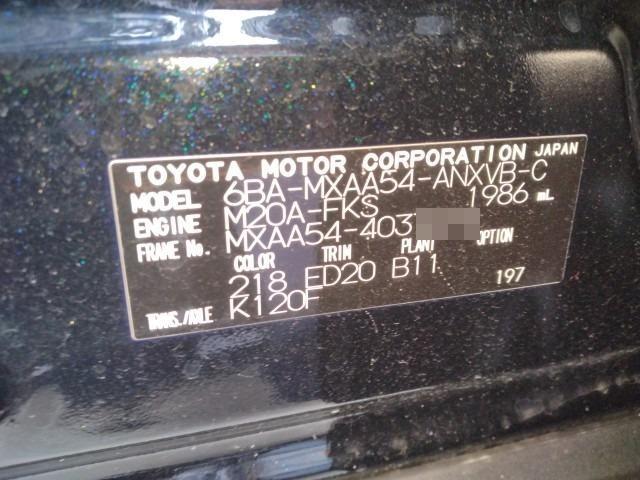 TOYOTA MOTOR CORPORATION JAPAN
MODEL 6BA-MXAA54-ANXVB-C
ENGINE M20A-FKS 1986 mL
FRAME No. MXAA54-403
COLOR TRIM PLANT OPTION
218 ED20 B11 197
TRANS./AXLE K120F